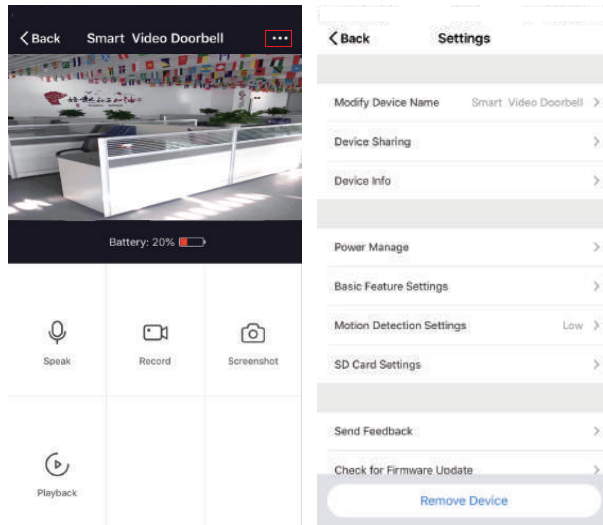 Back Smart Video Doorbell ...
Battery: 20%
Speak Record Screenshot
Playback
Back Settings
Modify Device Name Smart Video Doorbell
Device Sharing
Device Info
Power Manage
Basic Feature Settings
Motion Detection Settings Low
SD Card Settings
Send Feedback
Check for Firmware Update
Remove Device